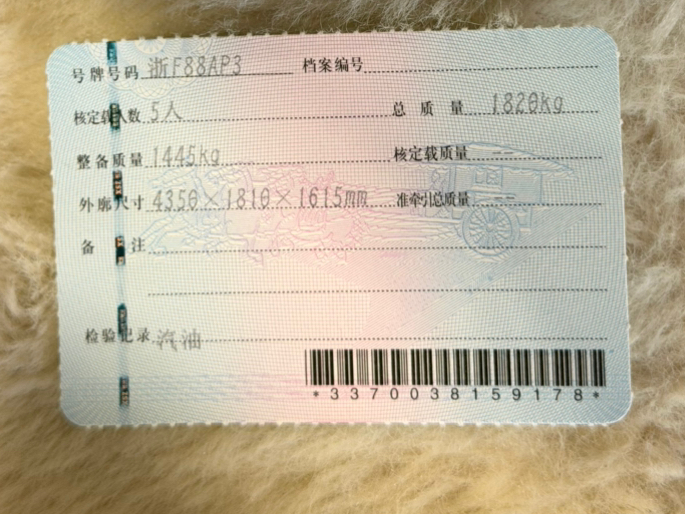 号牌号码 浙F88AP3 档案编号
核定载人数 5人 总质量 1820kg
整备质量 1445kg 核定载质量 --
外廓尺寸 4350×1810×1615mm 准牵引总质量 --
备注
检验记录 汽油
*3370038159178*